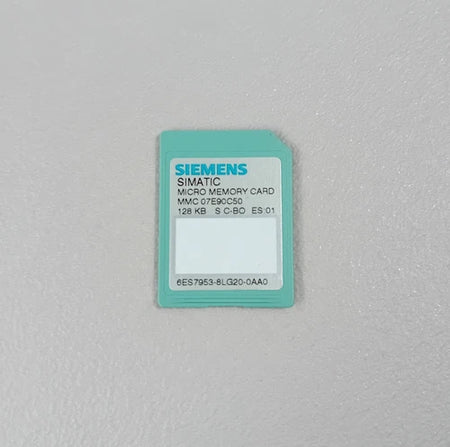 SIEMENS
SIMATIC
MICRO MEMORY CARD
MMC 07E90C50
128 KB S C-BO ES:01
6ES7953-8LG20-0AA0